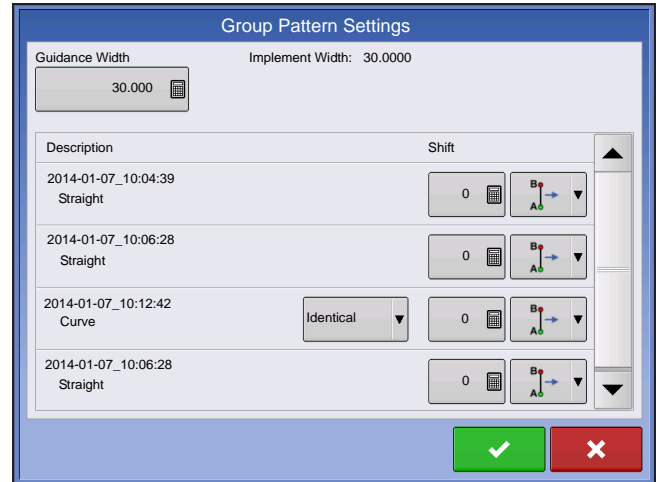 Group Pattern Settings
Guidance Width Implement Width: 30.0000
30.000
Description Shift
2014-01-07_10:04:39
Straight
0 B A
2014-01-07_10:06:28
Straight
0 B A
2014-01-07_10:12:42
Curve
Identical 0 B A
2014-01-07_10:06:28
Straight
0 B A